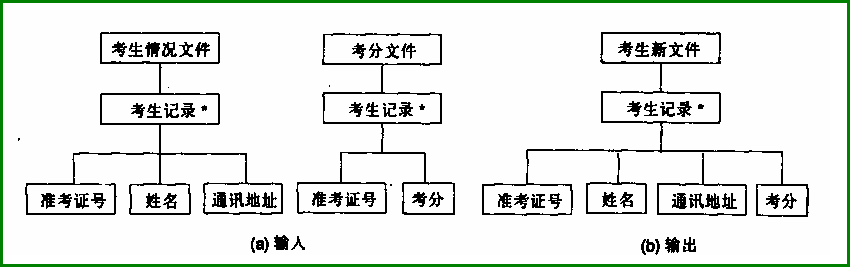 考生情况文件 考分文件 考生新文件
考生记录* 考生记录* 考生记录*
准考证号 姓名 通讯地址 准考证号 考分 准考证号 姓名 通讯地址 考分
(a) 输入 (b) 输出